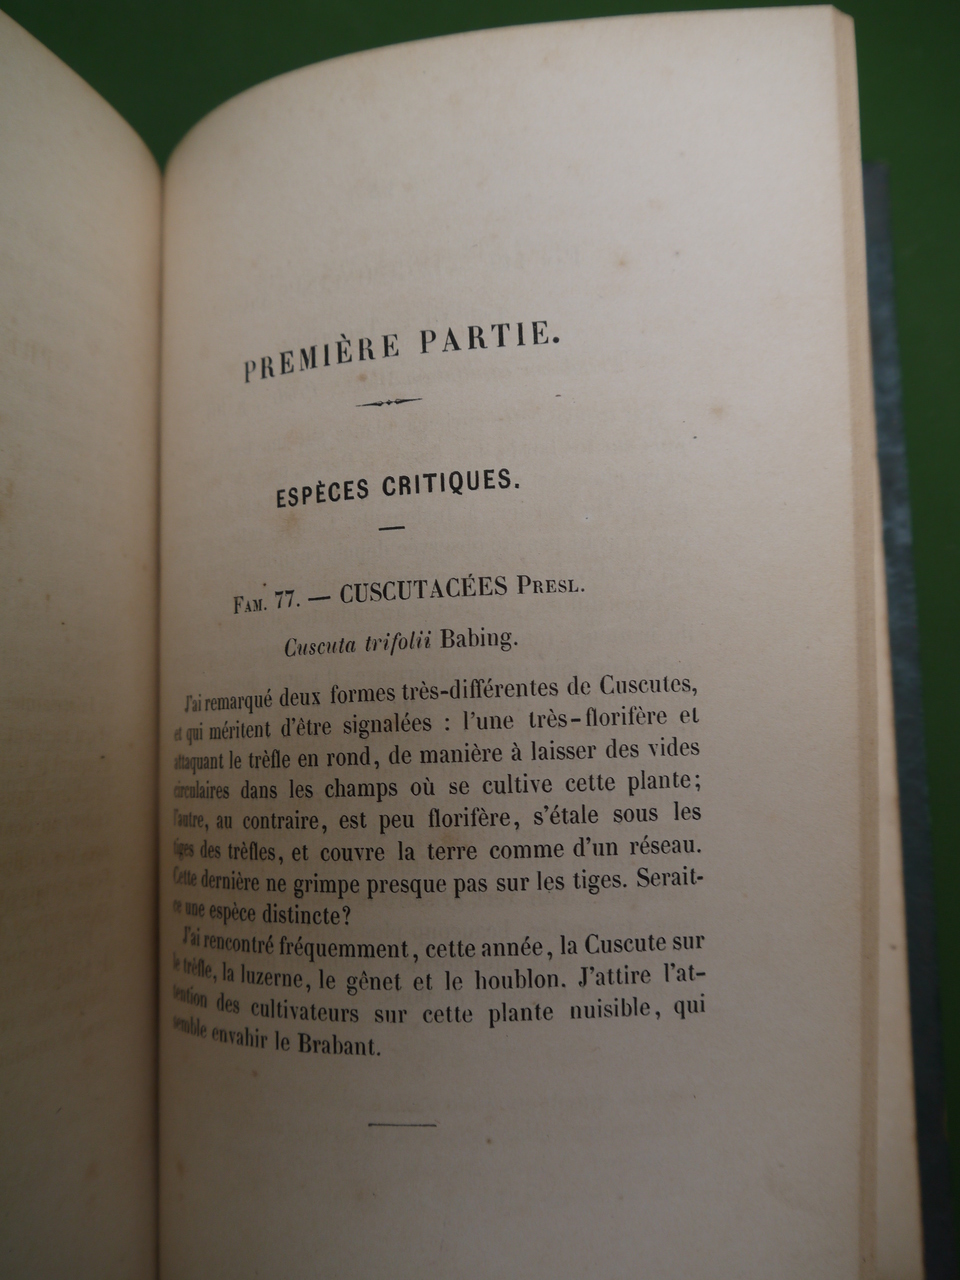 PREMIÈRE PARTIE.
ESPÈCES CRITIQUES.
Fam. 77. — CUSCUTACÉES Presl.
Cuscuta trifolii Babing.
J'ai remarqué deux formes très-différentes de Cuscutes,
et qui méritent d'être signalées : l'une très-florifère et
attaquant le trèfle en rond, de manière à laisser des vides
circulaires dans les champs où se cultive cette plante;
l'autre, au contraire, est peu florifère, s'étale sous les
tiges des trèfles, et couvre la terre comme d'un réseau.
Cette dernière ne grimpe presque pas sur les tiges. Serait-
ce une espèce distincte?
J'ai rencontré fréquemment, cette année, la Cuscute sur
le trèfle, la luzerne, le gênet et le houblon. J'attire l'at-
tention des cultivateurs sur cette plante nuisible, qui
semble envahir le Brabant.